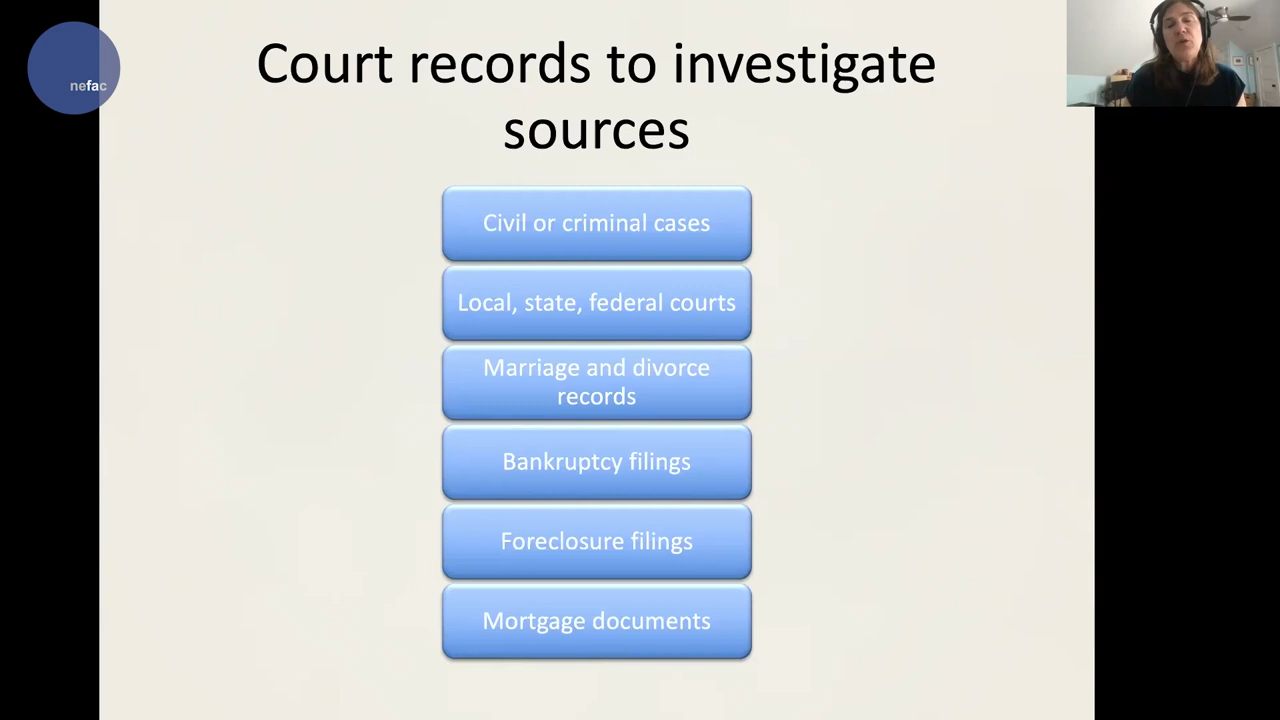 nefac
Court records to investigate
sources
Civil or criminal cases
Local, state, federal courts
Marriage and divorce
records
Bankruptcy filings
Foreclosure filings
Mortgage documents